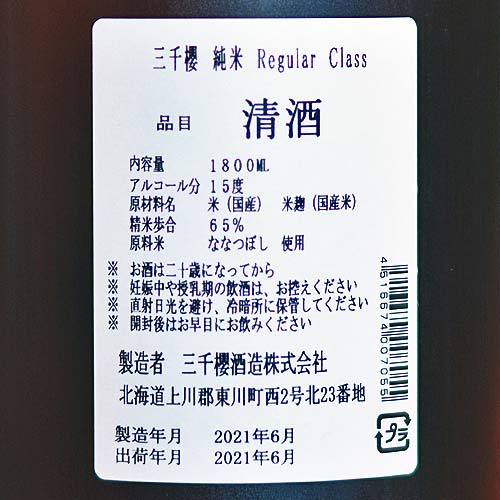 三千櫻 純米 Regular Class
品目 清酒
内容量 1800ML
アルコール分 15度
原材料名 米（国産） 米麹（国産米）
精米歩合 65%
原料米 ななつぼし 使用
※ お酒は二十歳になってから
※ 妊娠中や授乳期の飲酒は、お控えください
※ 直射日光を避け、冷暗所に保管してください
※ 開封後はお早目にお飲みください
製造者 三千櫻酒造株式会社
北海道上川郡東川町西2号北23番地
製造年月 2021年6月
出荷年月 2021年6月
4516674007055
プラ